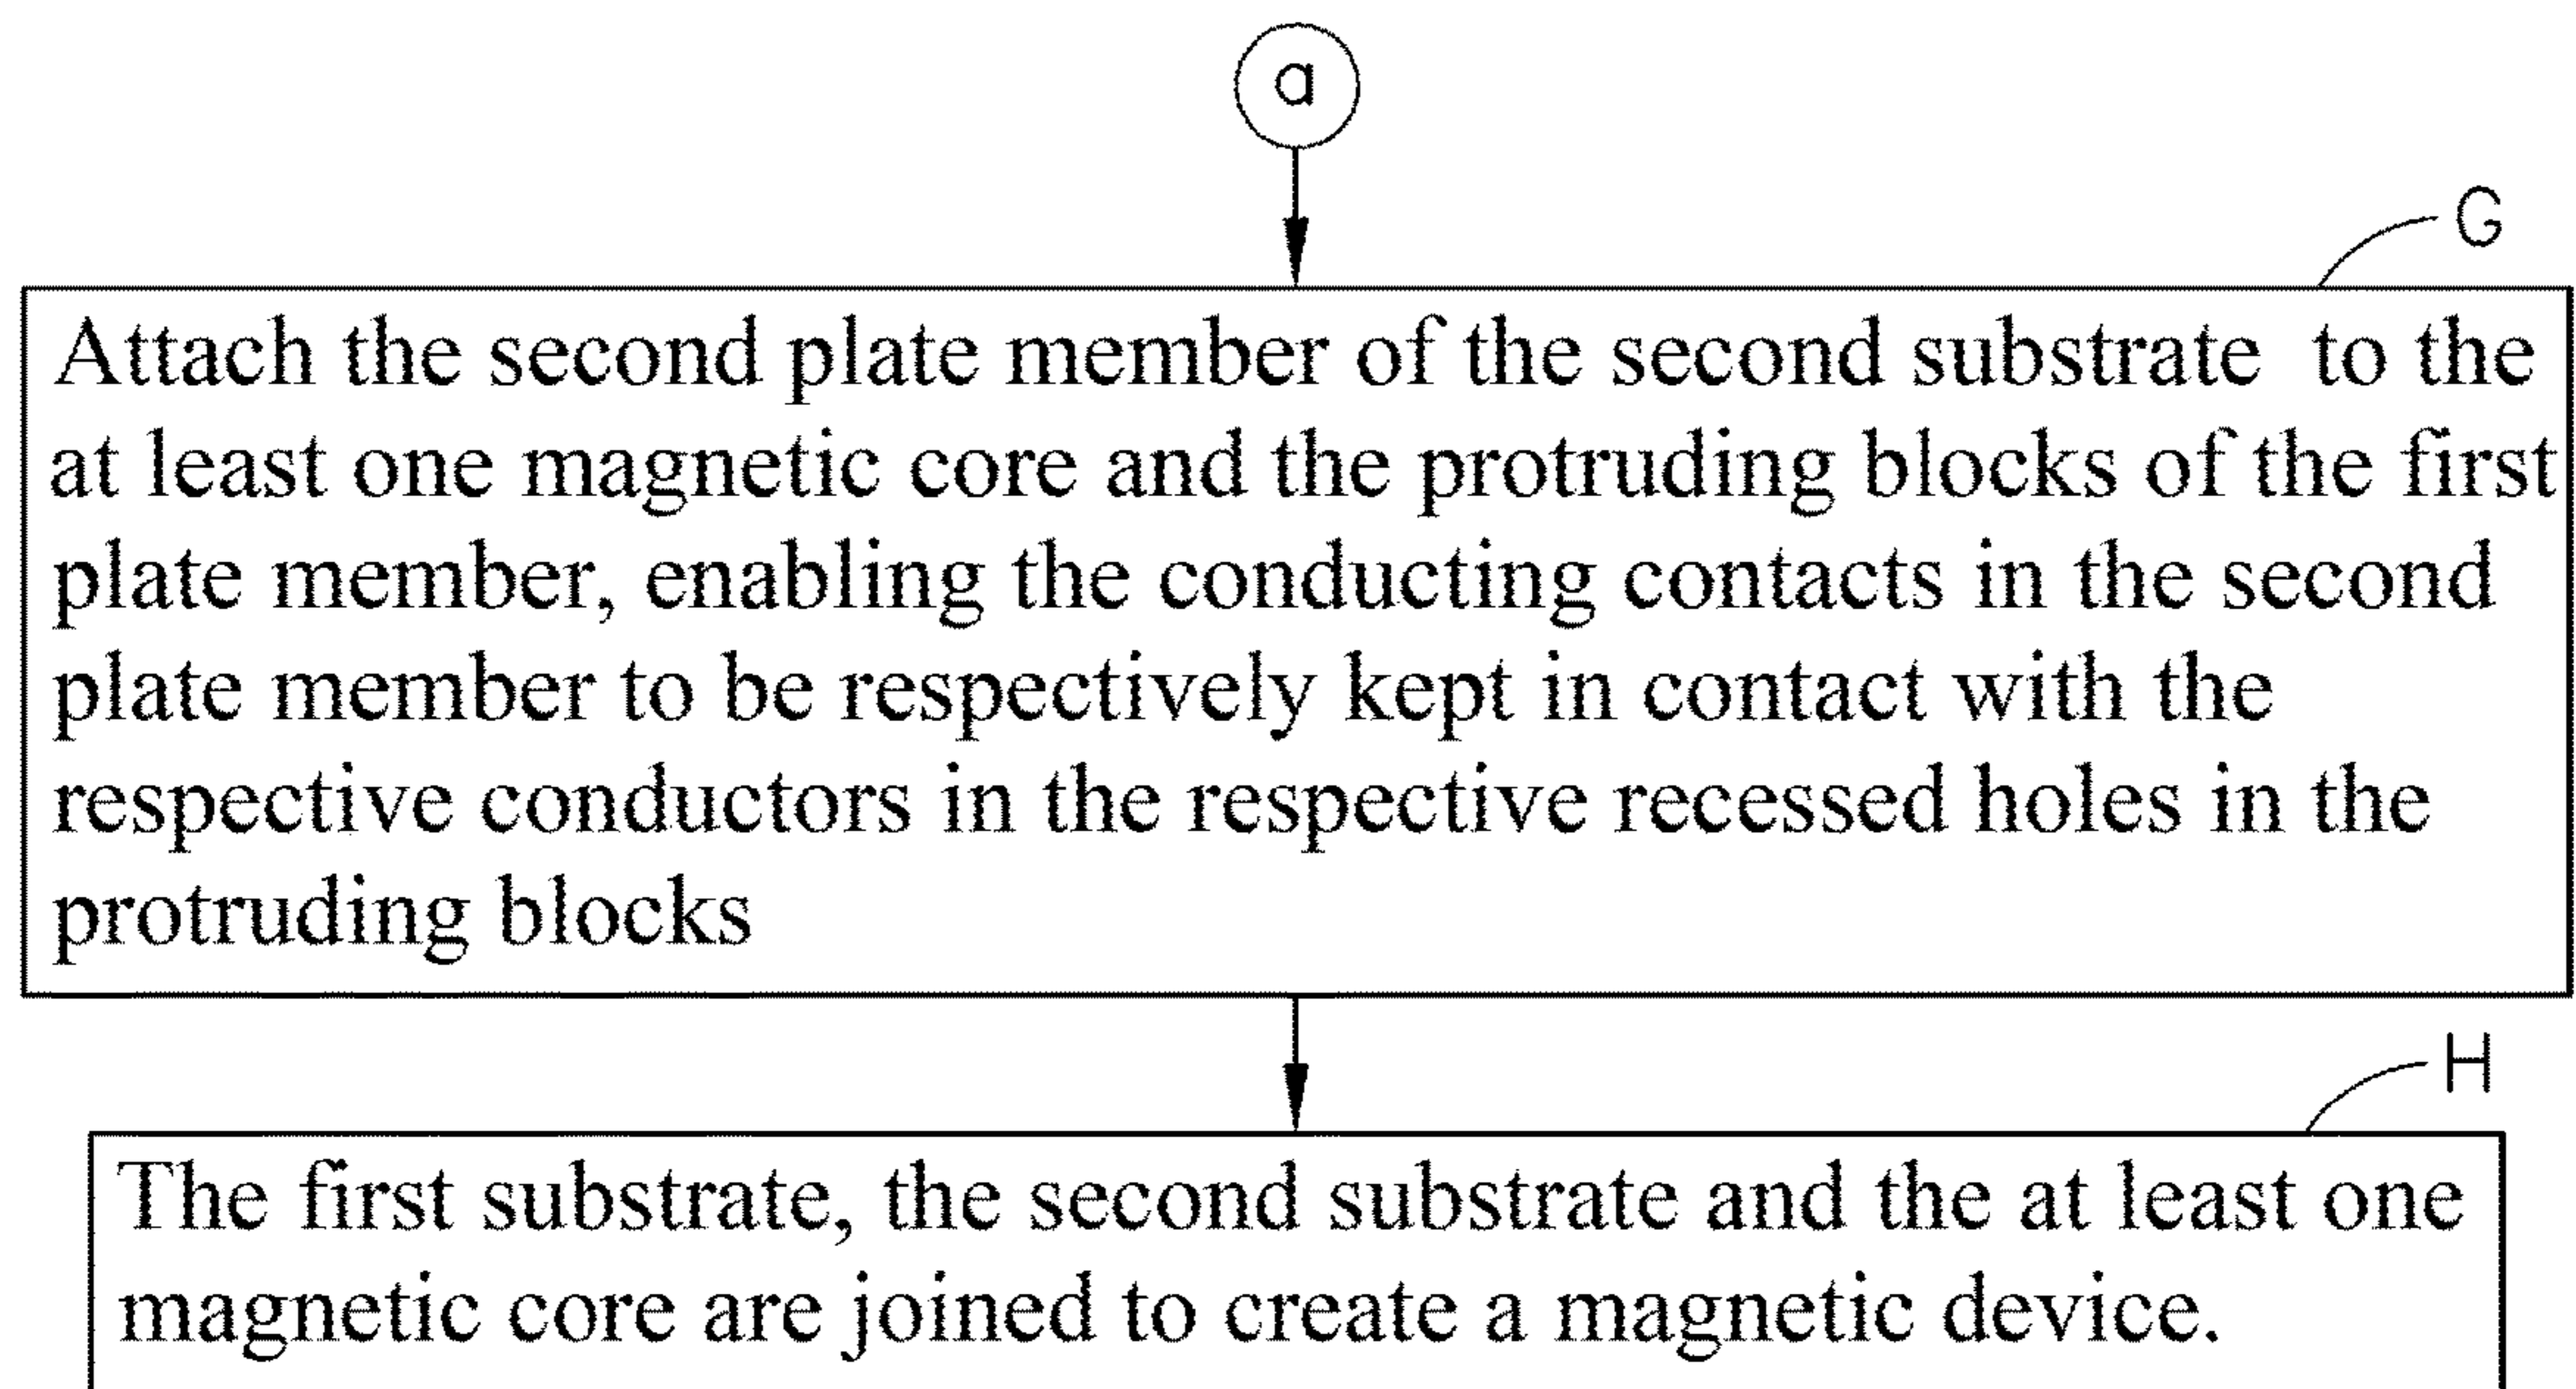 a
G
Attach the second plate member of the second substrate to the
at least one magnetic core and the protruding blocks of the first
plate member, enabling the conducting contacts in the second
plate member to be respectively kept in contact with the
respective conductors in the respective recessed holes in the
protruding blocks
H
The first substrate, the second substrate and the at least one
magnetic core are joined to create a magnetic device.